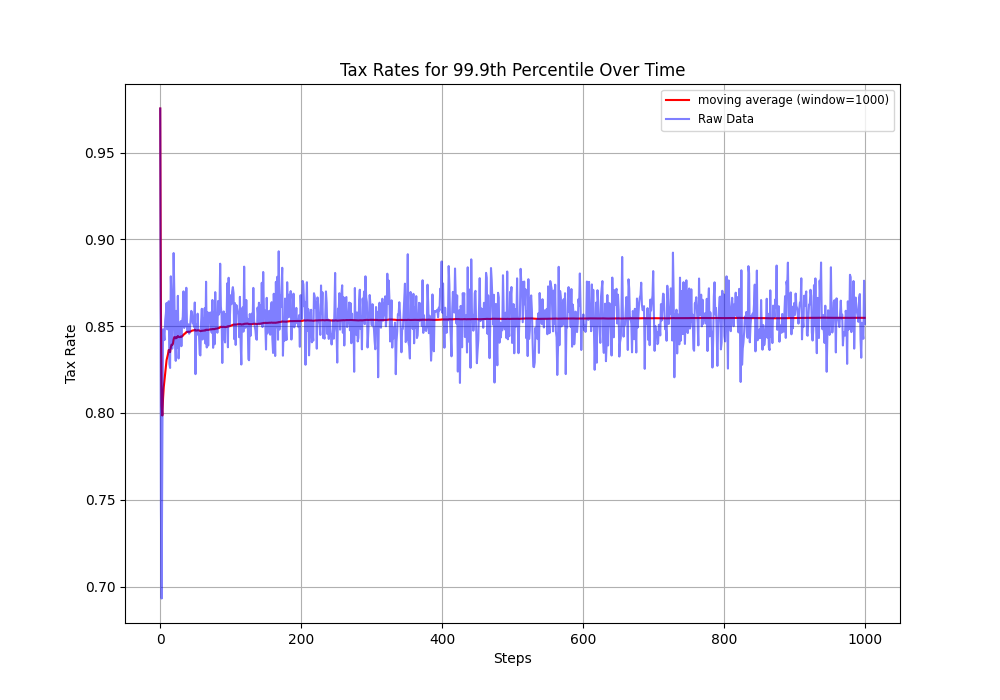 Tax Rates for 99.9th Percentile Over Time
moving average (window=1000)
Raw Data
Tax Rate
0.95
0.90
0.85
0.80
0.75
0.70
0
200
400
600
800
1000
Steps